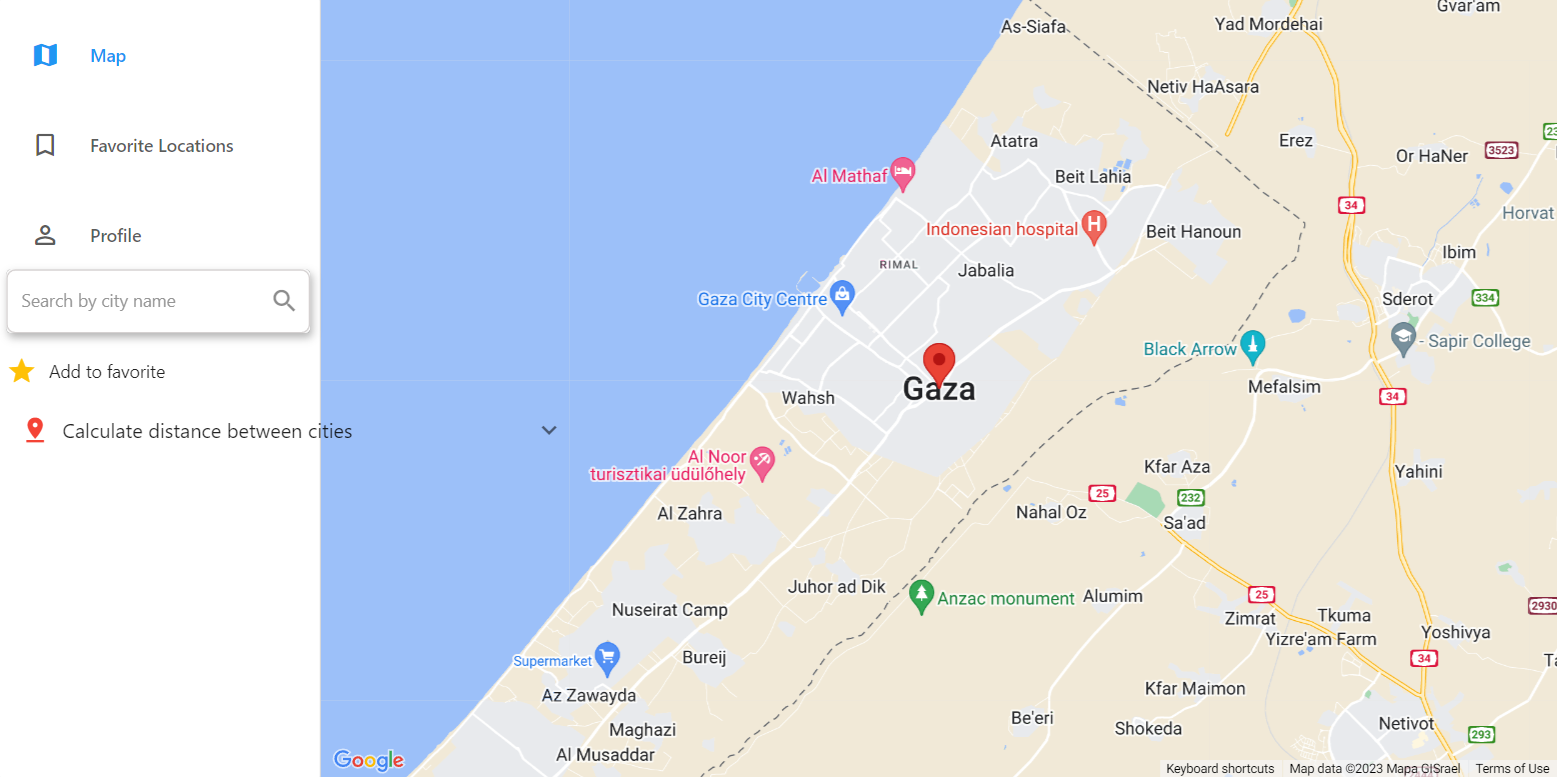 Map
Favorite Locations
Profile
Search by city name
Add to favorite
Calculate distance between cities
Gvar'am
Yad Mordehai
As-Siafa
Netiv HaAsara
Atatra
Erez
Or HaNer
3523
Al Mathaf
Beit Lahia
34
Horvat
Indonesian hospital
H
Beit Hanoun
Ibim
RIMAL
Jabalia
Gaza City Centre
Sderot
334
Black Arrow
- Sapir College
Gaza
Mefalsim
34
Wahsh
Al Noor
turisztikai üdülőhely
Kfar Aza
Yahini
25
232
Al Zahra
Nahal Oz
Sa'ad
Juhor ad Dik
Anzac monument
Alumim
25
2930
Nuseirat Camp
Zimrat
Tkuma
Yizre'am Farm
Yoshivya
Supermarket
Bureij
34
Az Zawayda
Kfar Maimon
Maghazi
Be'eri
Shokeda
Netivot
293
Al Musaddar
Google
Keyboard shortcuts
Map data ©2023 Mapa GISrael
Terms of Use